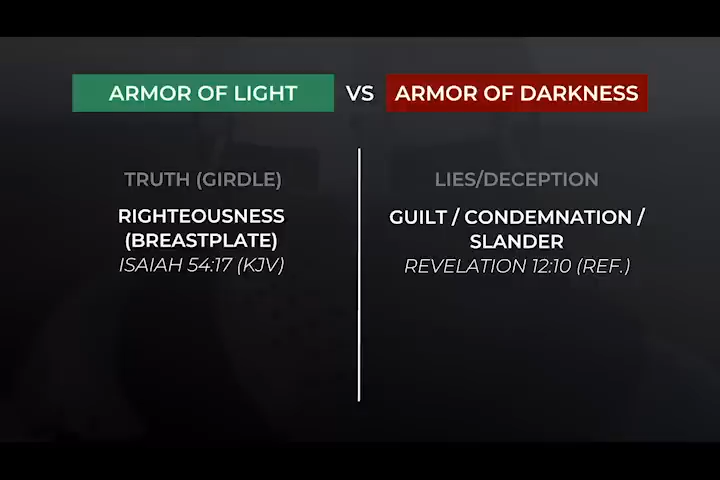 ARMOR OF LIGHT VS ARMOR OF DARKNESS
TRUTH (GIRDLE)
RIGHTEOUSNESS
(BREASTPLATE)
ISAIAH 54:17 (KJV)
LIES/DECEPTION
GUILT / CONDEMNATION /
SLANDER
REVELATION 12:10 (REF.)